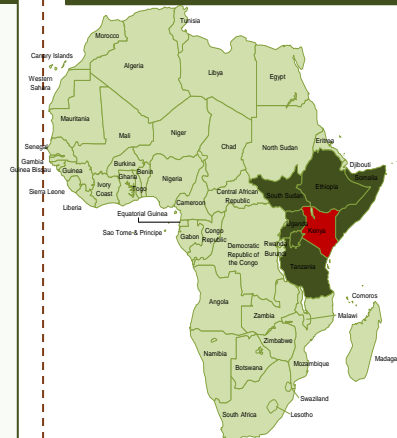 Tunisia
Morocco
Canary Islands
Algeria
Libya
Egypt
Western
Sahara
Mauritania
Mali
Niger
Chad
North Sudan
Eritrea
Djibouti
Senegal
Gambia
Guinea Bissau
Guinea
Burkina
Benin
Ghana
Togo
Nigeria
Ivory
Coast
Sierra Leone
Liberia
Central African
Republic
South Sudan
Ethiopia
Somalia
Cameroon
Equatorial Guinea
Sao Tome & Principe
Gabon
Congo
Republic
Democratic
Republic of
the Congo
Uganda
Kenya
Rwanda
Burundi
Tanzania
Comoros
Angola
Zambia
Malawi
Zimbabwe
Mozambique
Namibia
Botswana
Madaga
Swaziland
Lesotho
South Africa